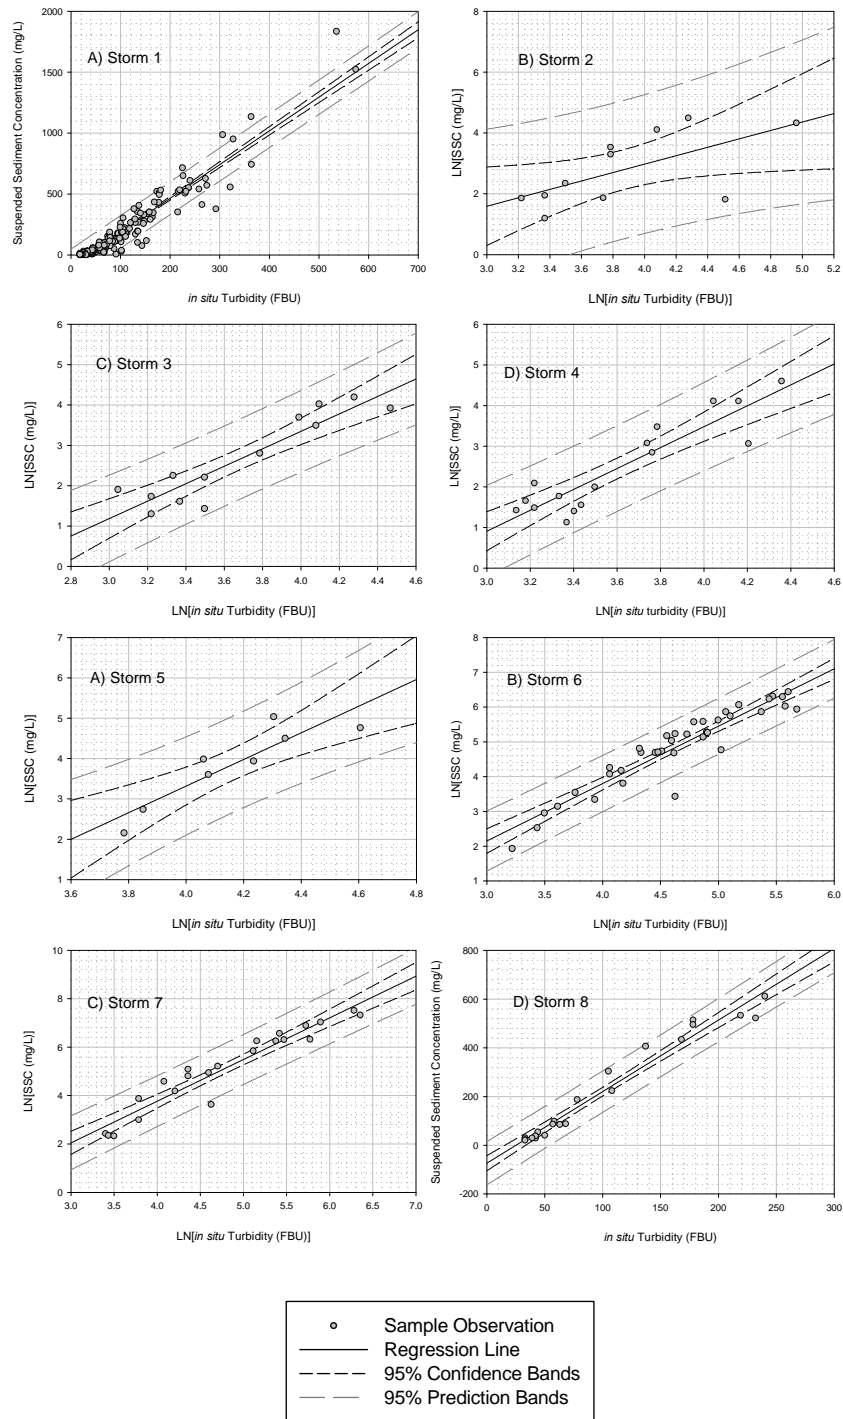 A) Storm 1
Suspended Sediment Concentration (mg/L)
2000
1500
1000
500
0
0 100 200 300 400 500 600 700
in situ Turbidity (FBU)
B) Storm 2
LN[SSC (mg/L)]
8
6
4
2
0
3.0 3.2 3.4 3.6 3.8 4.0 4.2 4.4 4.6 4.8 5.0 5.2
LN[in situ Turbidity (FBU)]
C) Storm 3
LN[SSC (mg/L)]
6
5
4
3
2
1
0
2.8 3.0 3.2 3.4 3.6 3.8 4.0 4.2 4.4 4.6
LN[in situ Turbidity (FBU)]
D) Storm 4
LN[SSC (mg/L)]
6
5
4
3
2
1
0
3.0 3.2 3.4 3.6 3.8 4.0 4.2 4.4 4.6
LN[in situ turbidity (FBU)]
A) Storm 5
LN[SSC (mg/L)]
7
6
5
4
3
2
1
3.6 3.8 4.0 4.2 4.4 4.6 4.8
LN[in situ Turbidity (FBU)]
B) Storm 6
LN[SSC (mg/L)]
8
7
6
5
4
3
2
1
3.0 3.5 4.0 4.5 5.0 5.5 6.0
LN[in situ Turbidity (FBU)]
C) Storm 7
LN[SSC (mg/L)]
10
8
6
4
2
0
3.0 3.5 4.0 4.5 5.0 5.5 6.0 6.5 7.0
LN[in situ Turbidity (FBU)]
D) Storm 8
Suspended Sediment Concentration (mg/L)
800
600
400
200
0
-200
0 50 100 150 200 250 300
in situ Turbidity (FBU)
Sample Observation
Regression Line
95% Confidence Bands
95% Prediction Bands